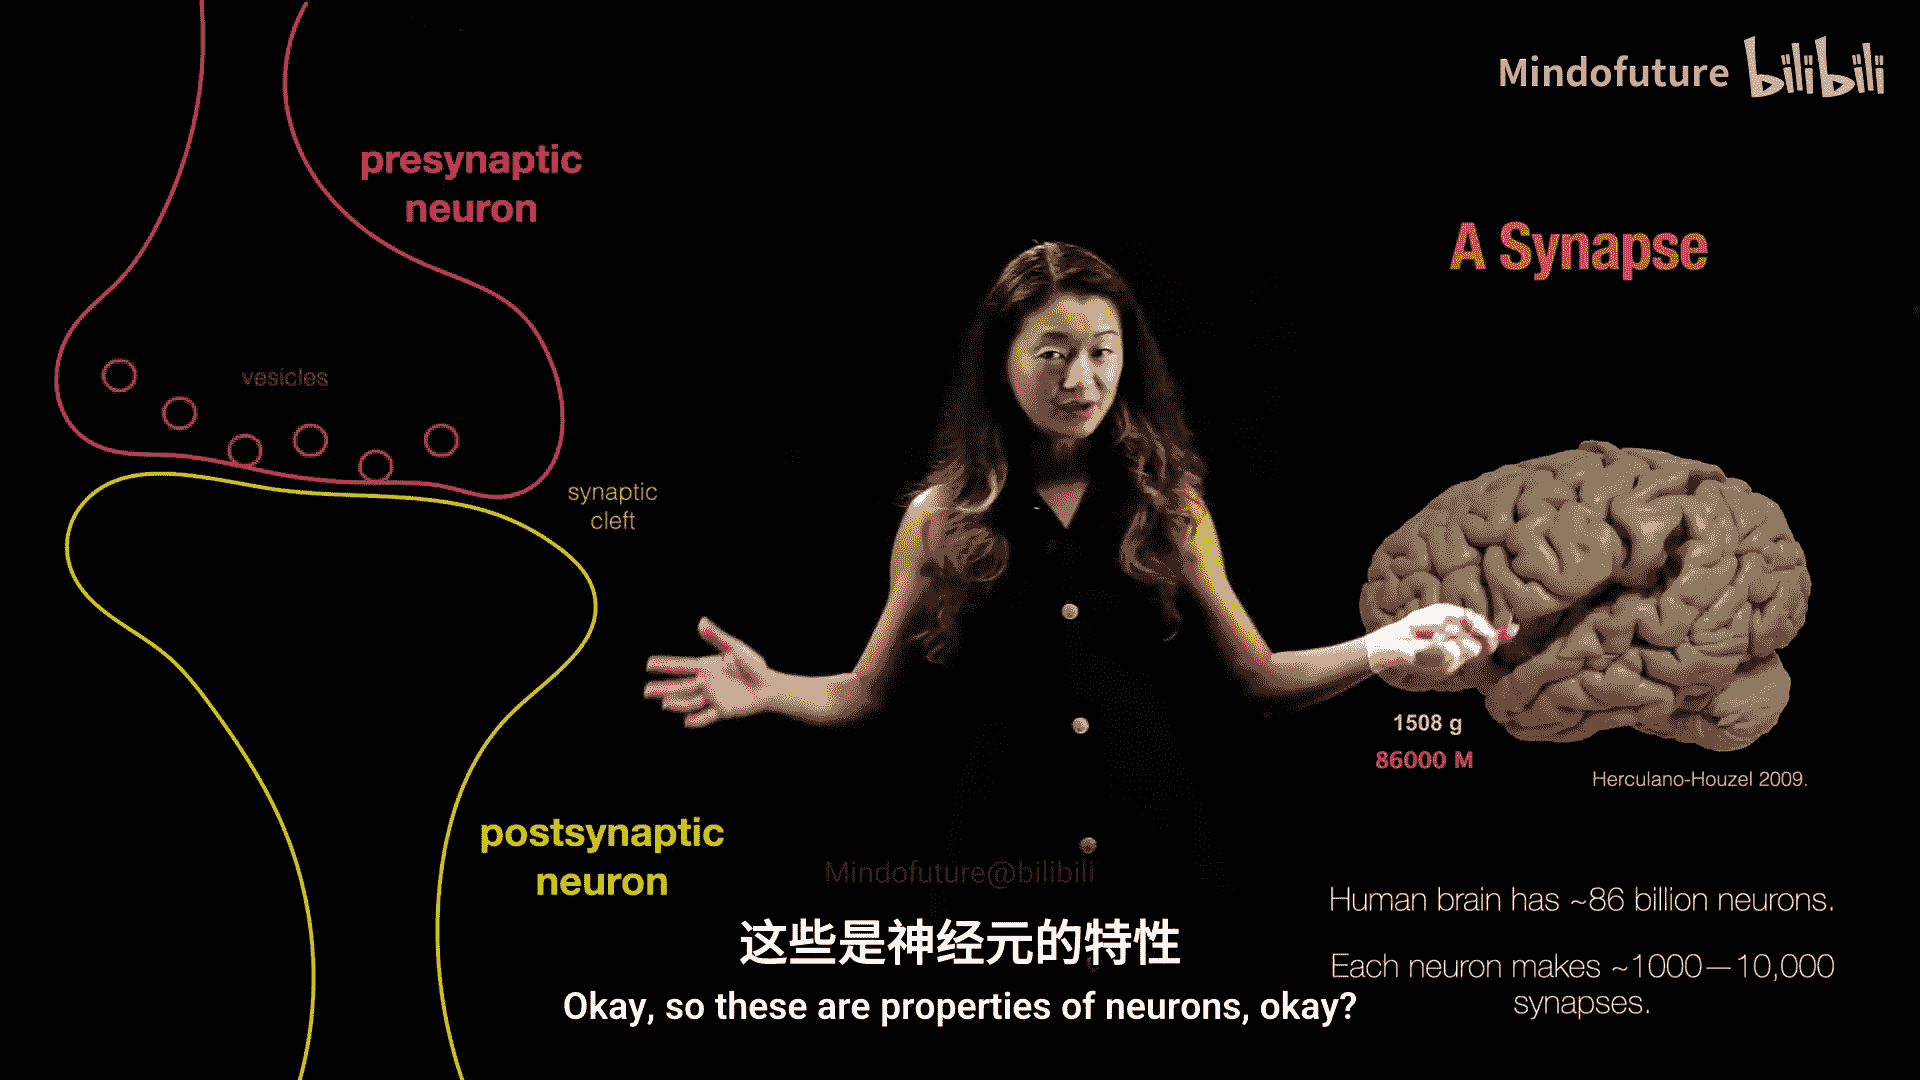 Mindofuture bilibili
presynaptic
neuron
A Synapse
vesicles
synaptic
cleft
1508 g
86000 M
Herculano-Houzel 2009.
postsynaptic
neuron
Mindofuture@bilibili
Human brain has ~86 billion neurons.
Each neuron makes ~1000—10,000
synapses.
这些是神经元的特性
Okay, so these are properties of neurons, okay?